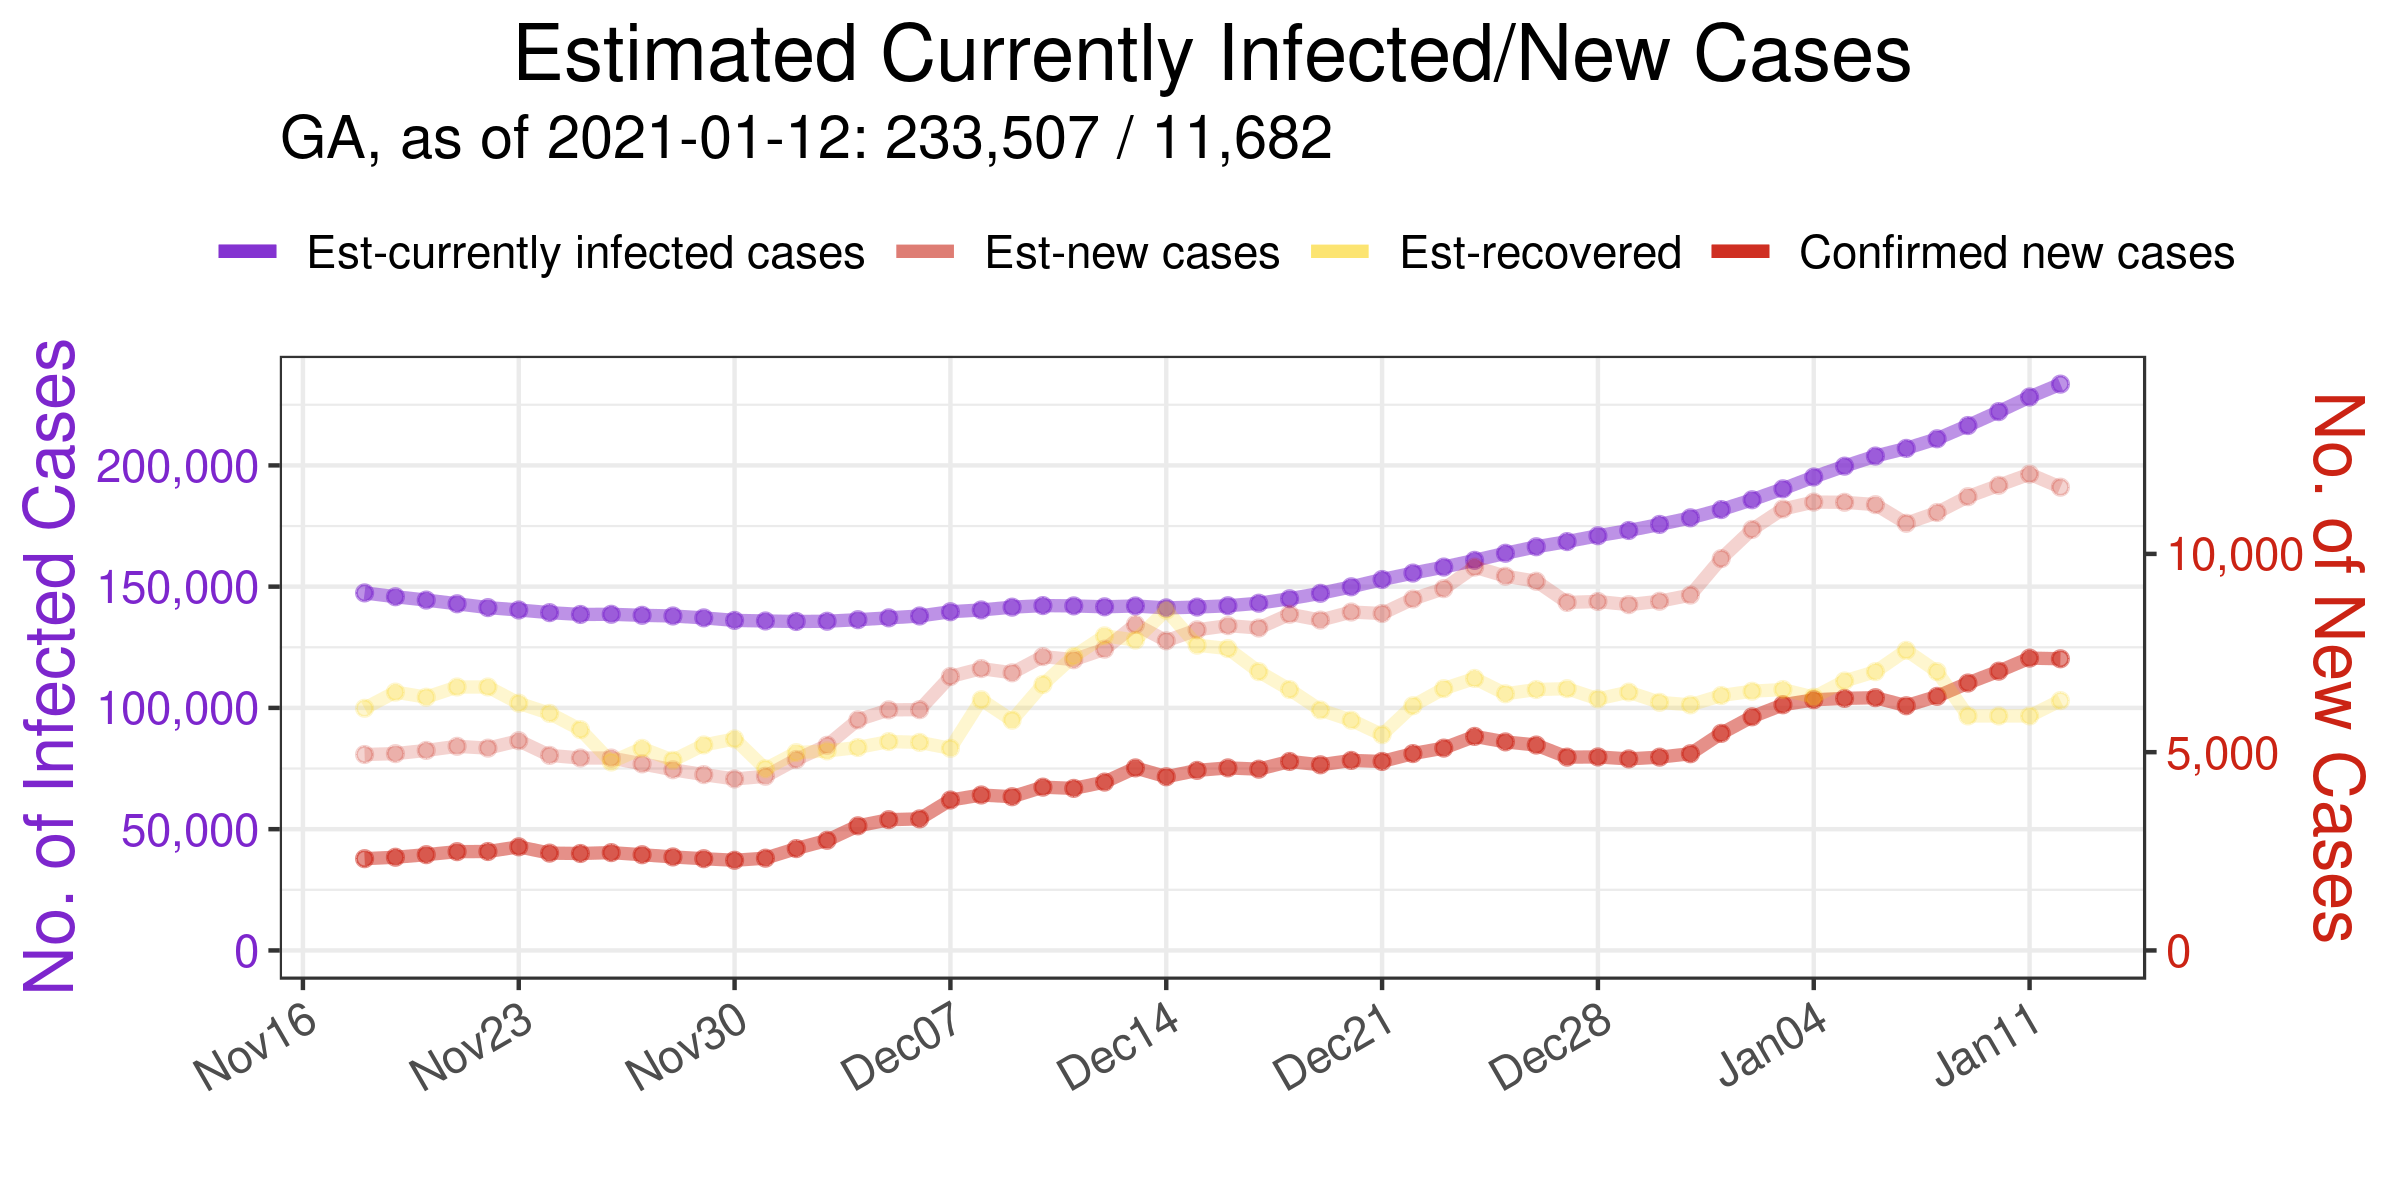 Estimated Currently Infected/New Cases
GA, as of 2021-01-12: 233,507 / 11,682
Est-currently infected cases Est-new cases Est-recovered Confirmed new cases
No. of Infected Cases
200,000
150,000
100,000
50,000
0
10,000
5,000
0
No. of New Cases
Nov16 Nov23 Nov30 Dec07 Dec14 Dec21 Dec28 Jan04 Jan11